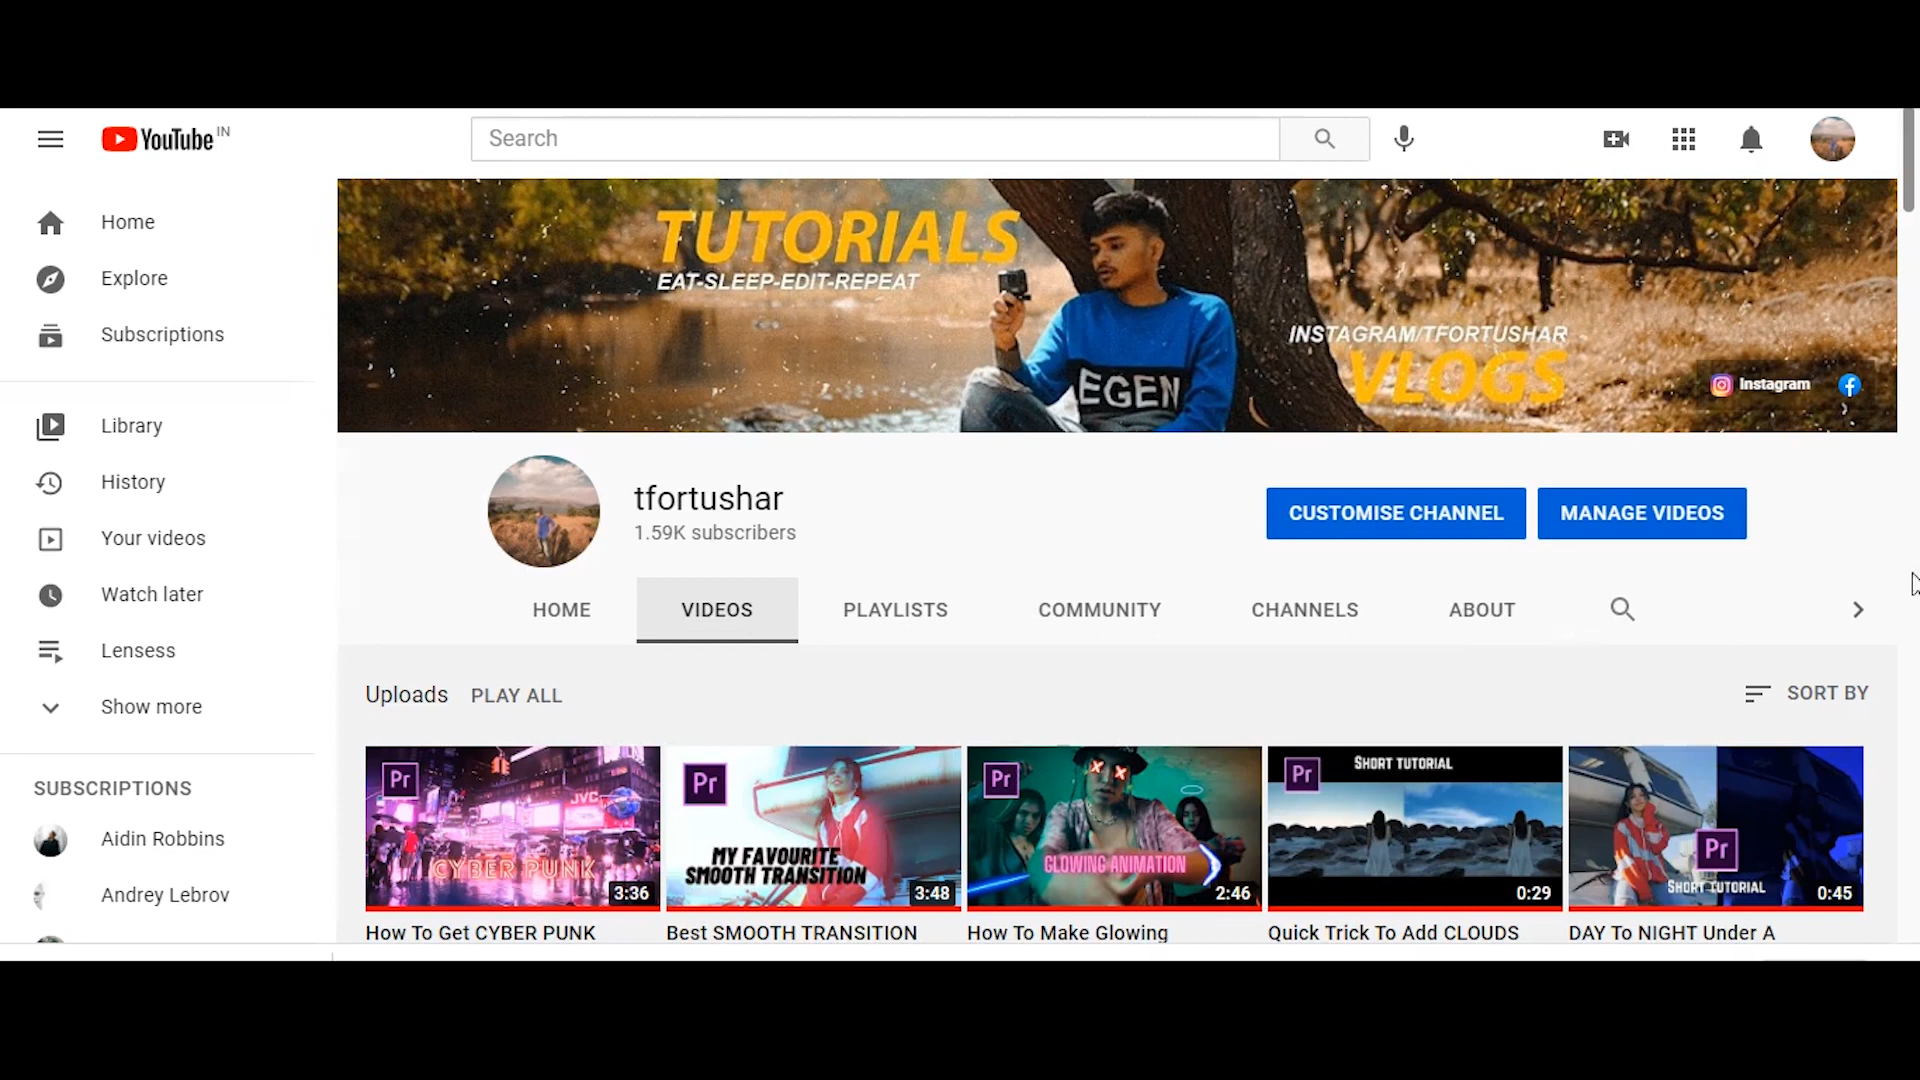 YouTube IN
Search
Home
Explore
Subscriptions
Library
History
Your videos
Watch later
Lensess
Show more
SUBSCRIPTIONS
Aidin Robbins
Andrey Lebrov
TUTORIALS
EAT-SLEEP-EDIT-REPEAT
EGEN
INSTAGRAM/TFORTUSHAR
VLOGS
Instagram
tfortushar
1.59K subscribers
CUSTOMISE CHANNEL
MANAGE VIDEOS
HOME
VIDEOS
PLAYLISTS
COMMUNITY
CHANNELS
ABOUT
Uploads
PLAY ALL
SORT BY
Pr
JVC
CYBER PUNK
3:36
How To Get CYBER PUNK
Pr
MY FAVOURITE
SMOOTH TRANSITION
3:48
Best SMOOTH TRANSITION
Pr
GLOWING ANIMATION
2:46
How To Make Glowing
Pr
SHORT TUTORIAL
0:29
Quick Trick To Add CLOUDS
Pr
SHORT TUTORIAL
0:45
DAY To NIGHT Under A